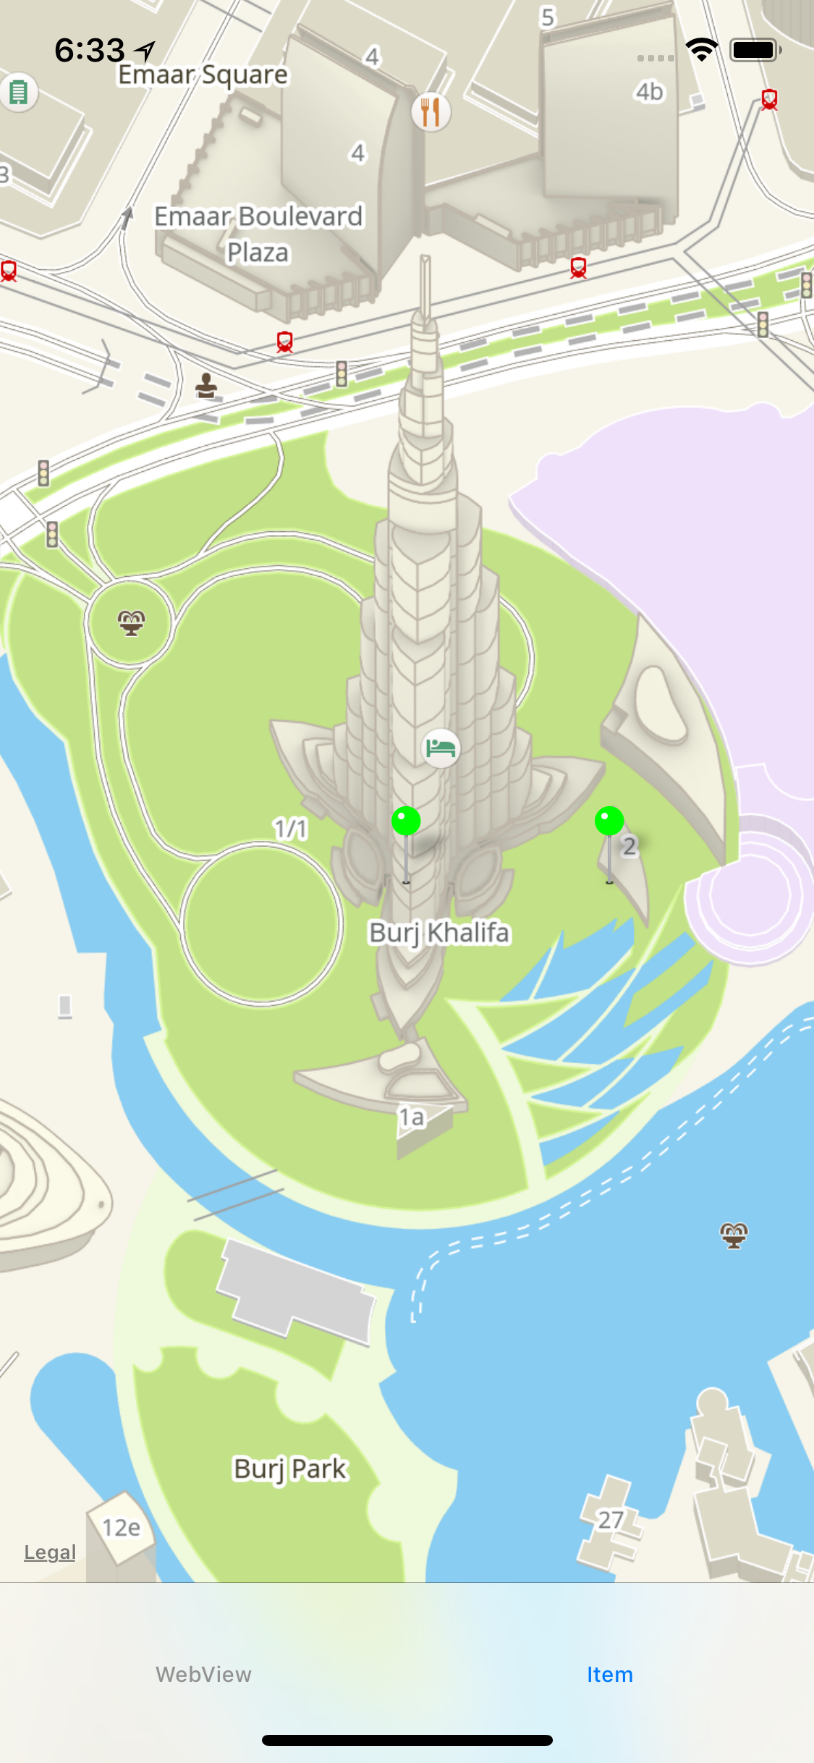 6:33
5
4
Emaar Square
4b
4
3
Emaar Boulevard
Plaza
1/1
2
Burj Khalifa
1a
Burj Park
27
12e
Legal
WebView
Item